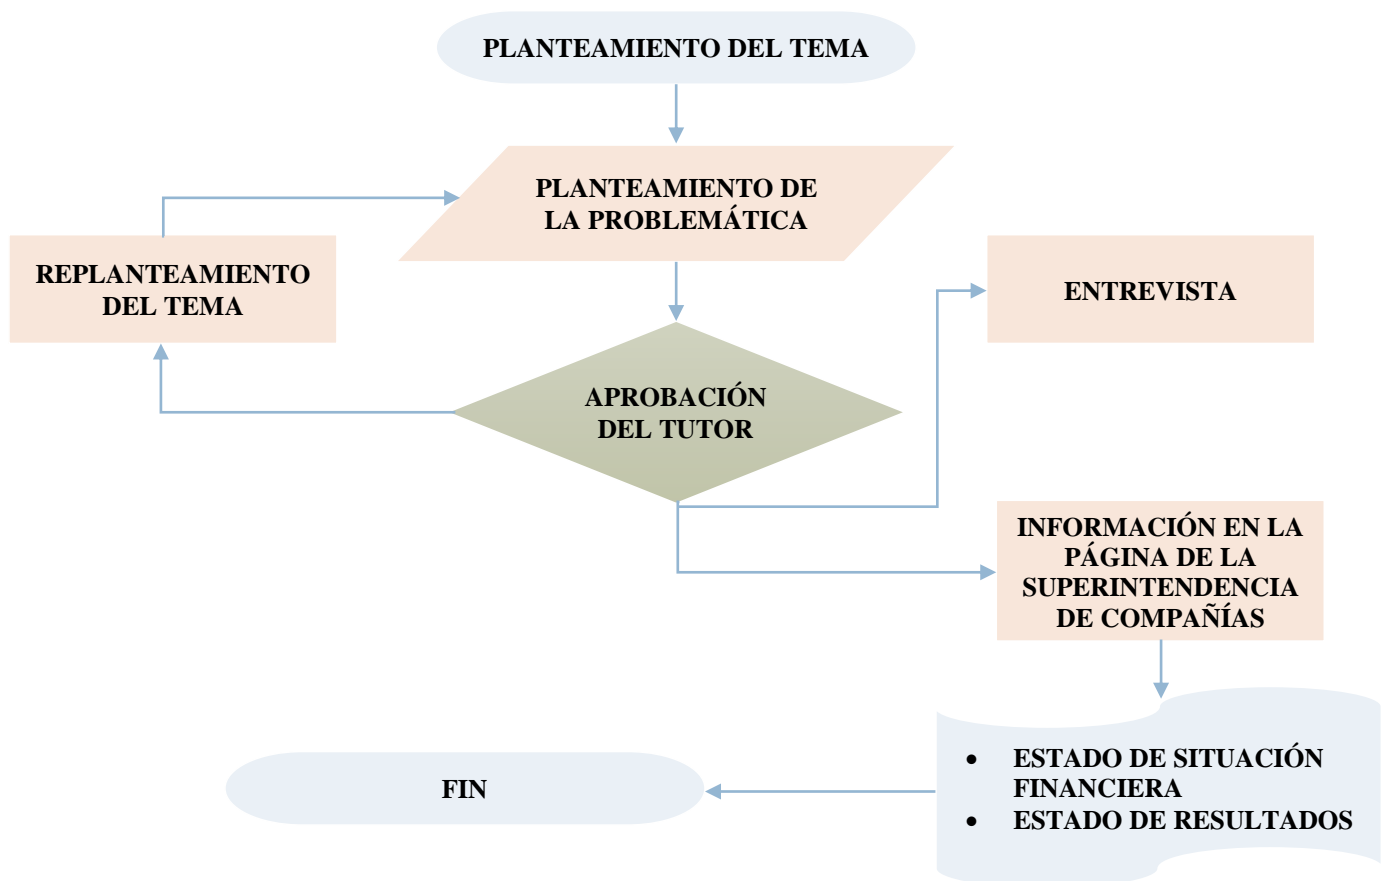 PLANTEAMIENTO DEL TEMA
PLANTEAMIENTO DE
LA PROBLEMÁTICA
REPLANTEAMIENTO
DEL TEMA
ENTREVISTA
APROBACIÓN
DEL TUTOR
INFORMACIÓN EN LA
PÁGINA DE LA
SUPERINTENDENCIA
DE COMPAÑÍAS
• ESTADO DE SITUACIÓN
FINANCIERA
• ESTADO DE RESULTADOS
FIN